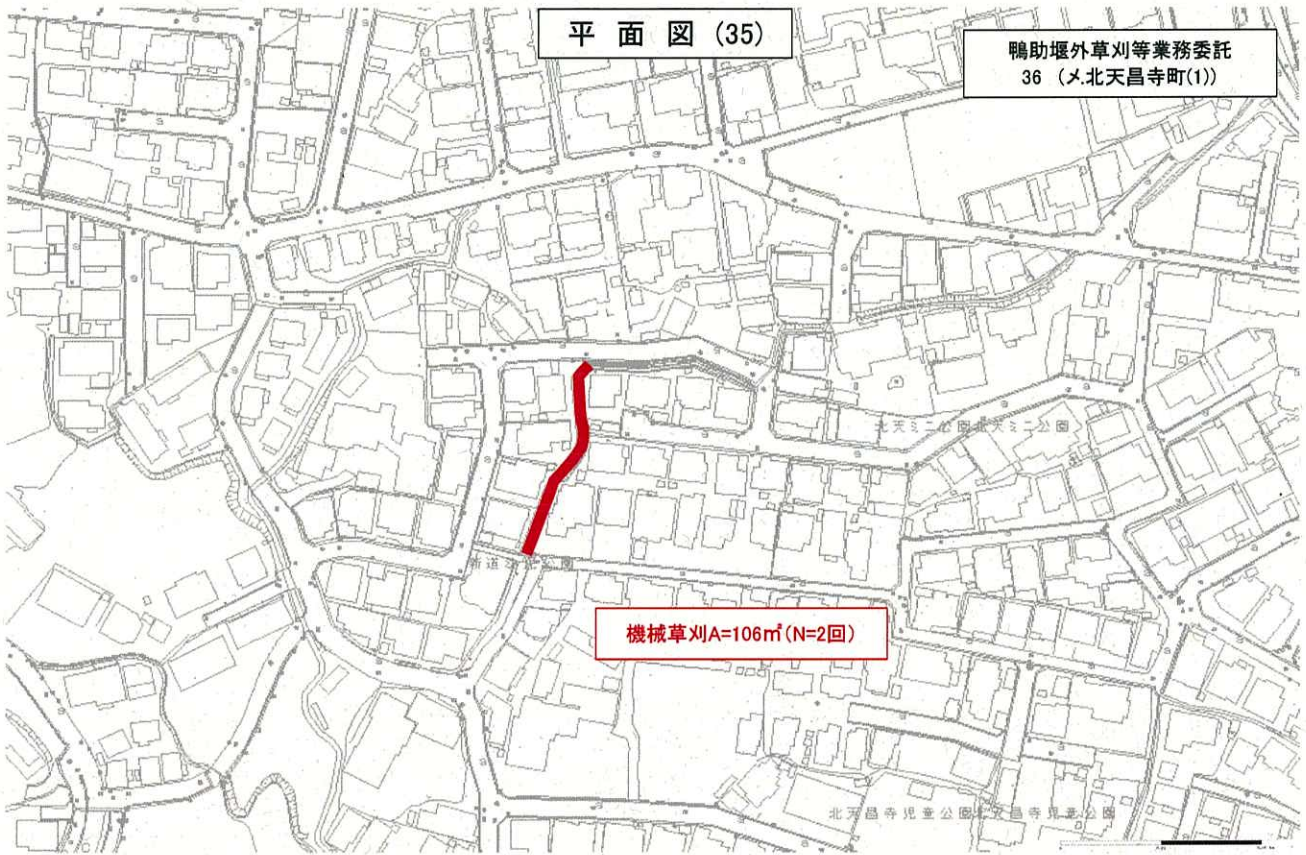 平面図(35)
鴨助堰外草刈等業務委託
36 (メ.北天昌寺町(1))
北天ミニ公園北天ミニ公園
機械草刈A=106㎡(N=2回)
北天昌寺児童公園北天昌寺児童公園